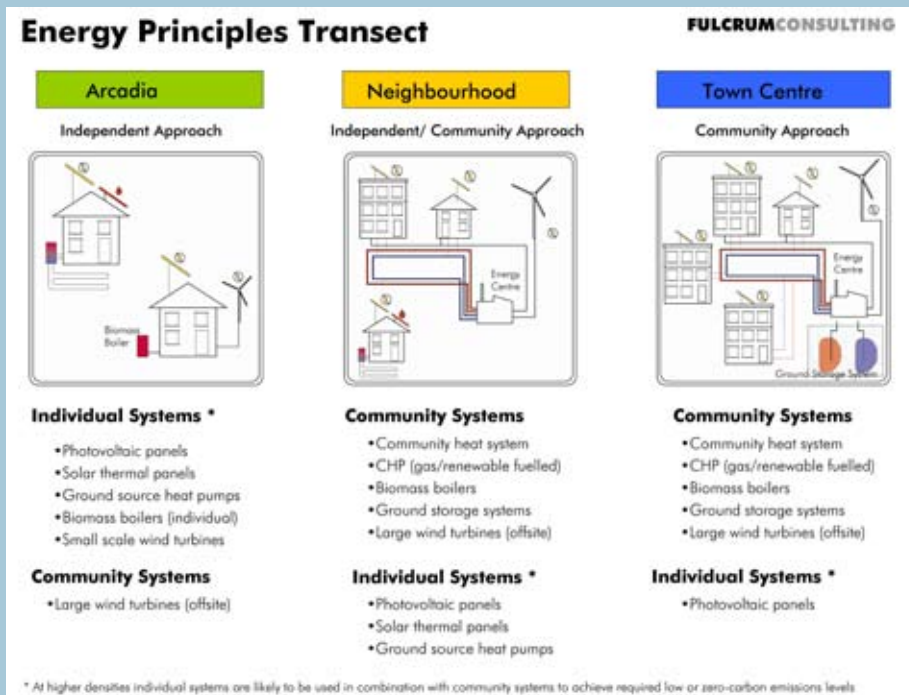 Energy Principles Transect
FULCRUMCONSULTING
Arcadia
Independent Approach
Biomass
Boiler
Individual Systems *
•Photovoltaic panels
•Solar thermal panels
•Ground source heat pumps
•Biomass boilers (individual)
•Small scale wind turbines
Community Systems
•Large wind turbines (offsite)
Neighbourhood
Independent/ Community Approach
Energy
Centre
Community Systems
•Community heat system
•CHP (gas/renewable fuelled)
•Biomass boilers
•Ground storage systems
•Large wind turbines (offsite)
Individual Systems *
•Photovoltaic panels
•Solar thermal panels
•Ground source heat pumps
Town Centre
Community Approach
Energy
Centre
Ground Storage System
Community Systems
•Community heat system
•CHP (gas/renewable fuelled)
•Biomass boilers
•Ground storage systems
•Large wind turbines (offsite)
Individual Systems *
•Photovoltaic panels
* At higher densities individual systems are likely to be used in combination with community systems to achieve required low or zero-carbon emissions levels